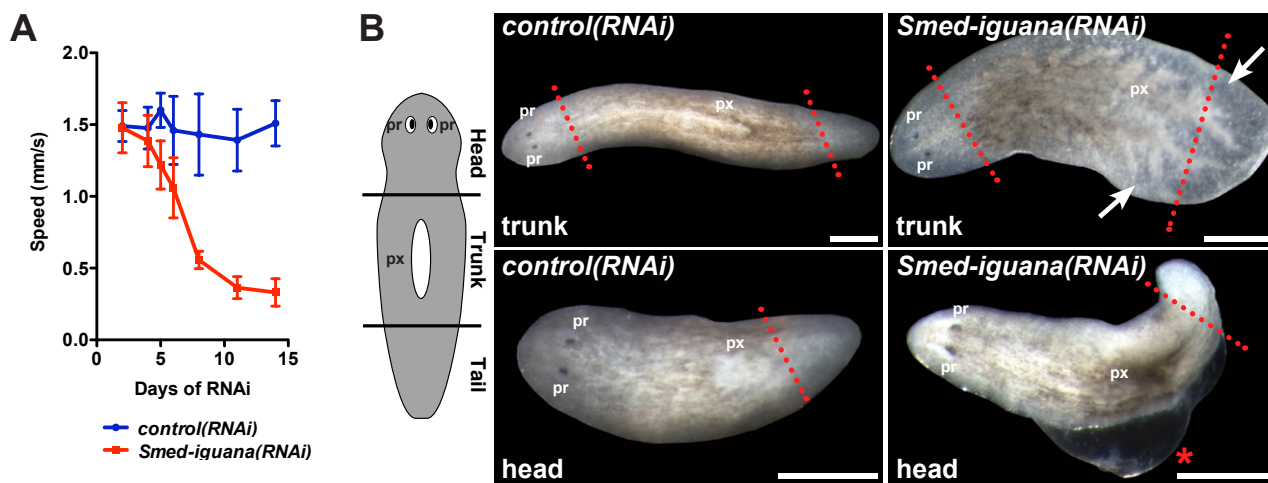 A
2.0
1.5
1.0
0.5
0.0
Speed (mm/s)
0
5
10
15
Days of RNAi
control(RNAi)
Smed-iguana(RNAi)
B
pr
pr
px
Head
Trunk
Tail
control(RNAi)
pr
px
pr
trunk
Smed-iguana(RNAi)
px
pr
pr
trunk
control(RNAi)
pr
px
pr
head
Smed-iguana(RNAi)
pr
pr
px
*
head